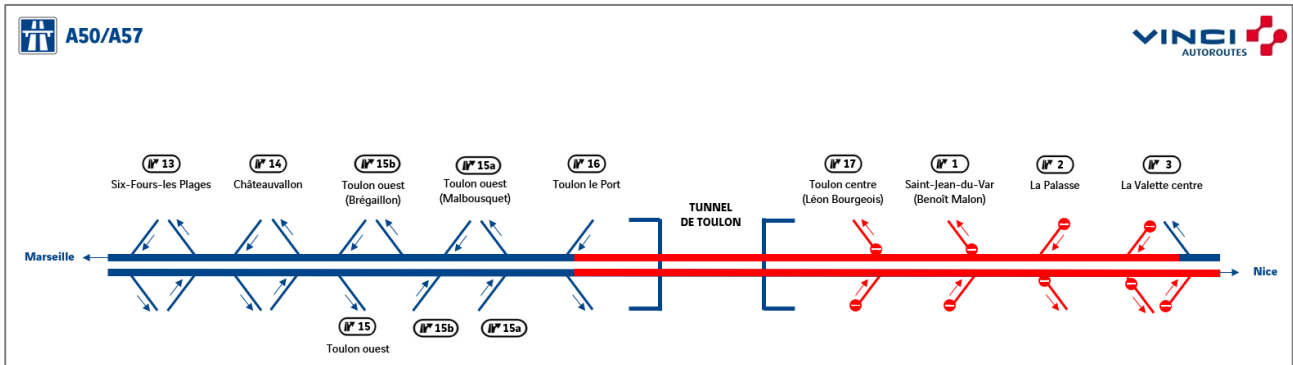 A50/A57
VINCI
AUTOROUTES
13
Six-Fours-les Plages
14
Châteauvallon
15b
Toulon ouest
(Brégaillon)
15a
Toulon ouest
(Malbousquet)
16
Toulon le Port
TUNNEL
DE TOULON
17
Toulon centre
(Léon Bourgeois)
1
Saint-Jean-du-Var
(Benoît Malon)
2
La Palasse
3
La Valette centre
Marseille
Nice
15
Toulon ouest
15b
15a